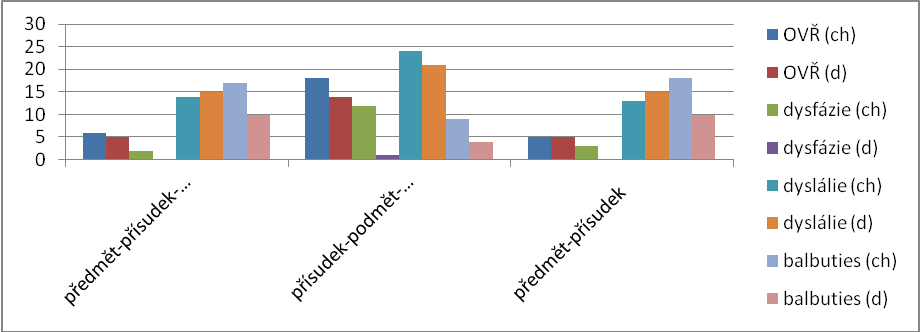 30
25
20
15
10
5
0
předmět-přísudek-...
přísudek-podmět-...
předmět-přísudek
OVŘ (ch)
OVŘ (d)
dysfázie (ch)
dysfázie (d)
dyslálie (ch)
dyslálie (d)
balbuties (ch)
balbuties (d)